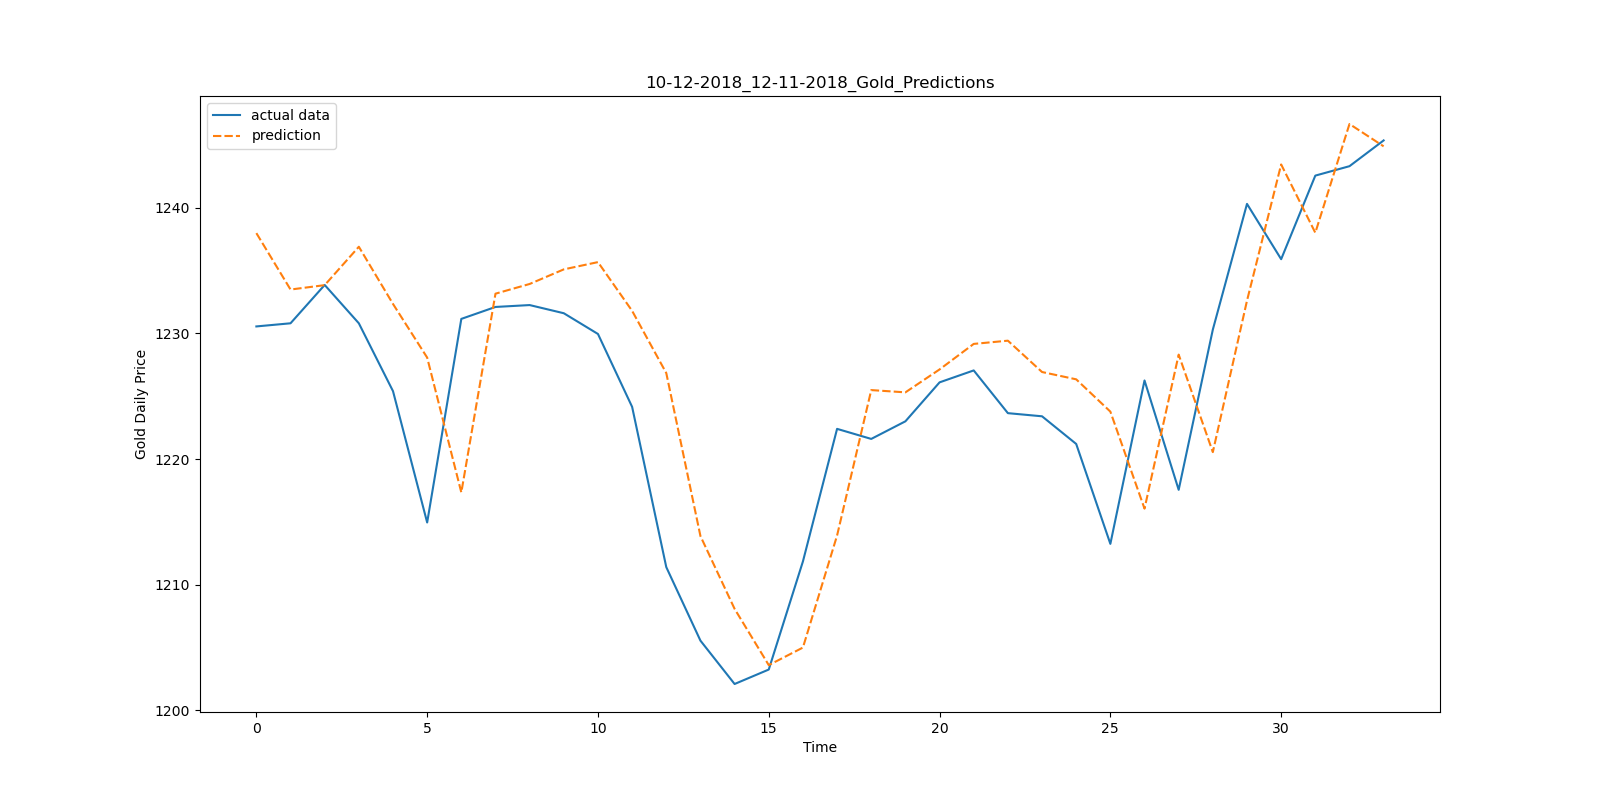 10-12-2018_12-11-2018_Gold_Predictions
actual data
prediction
Gold Daily Price
1240
1230
1220
1210
1200
0 5 10 15 20 25 30
Time